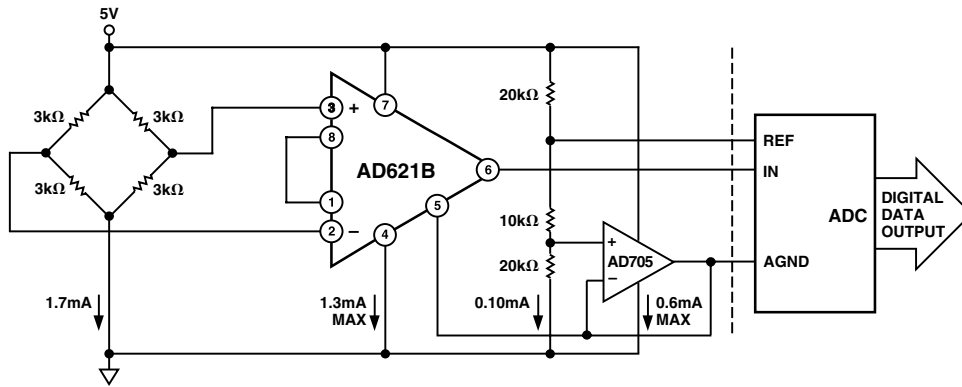 5V
3kΩ
3kΩ
3kΩ
3kΩ
1.7mA
3
+
8
1
2
–
7
AD621B
6
5
4
1.3mA
MAX
20kΩ
10kΩ
20kΩ
0.10mA
+
AD705
–
0.6mA
MAX
REF
IN
ADC
AGND
DIGITAL
DATA
OUTPUT